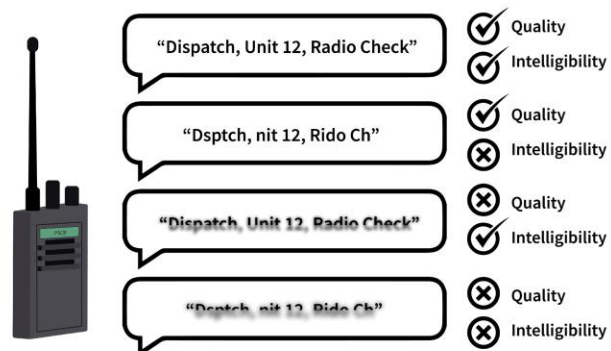 “Dispatch, Unit 12, Radio Check”
Quality
Intelligibility
“Dsptch, nit 12, Rido Ch”
Quality
Intelligibility
“Dispatch, Unit 12, Radio Check”
Quality
Intelligibility
“Dsptch, nit 12, Rido Ch”
Quality
Intelligibility
PSCR